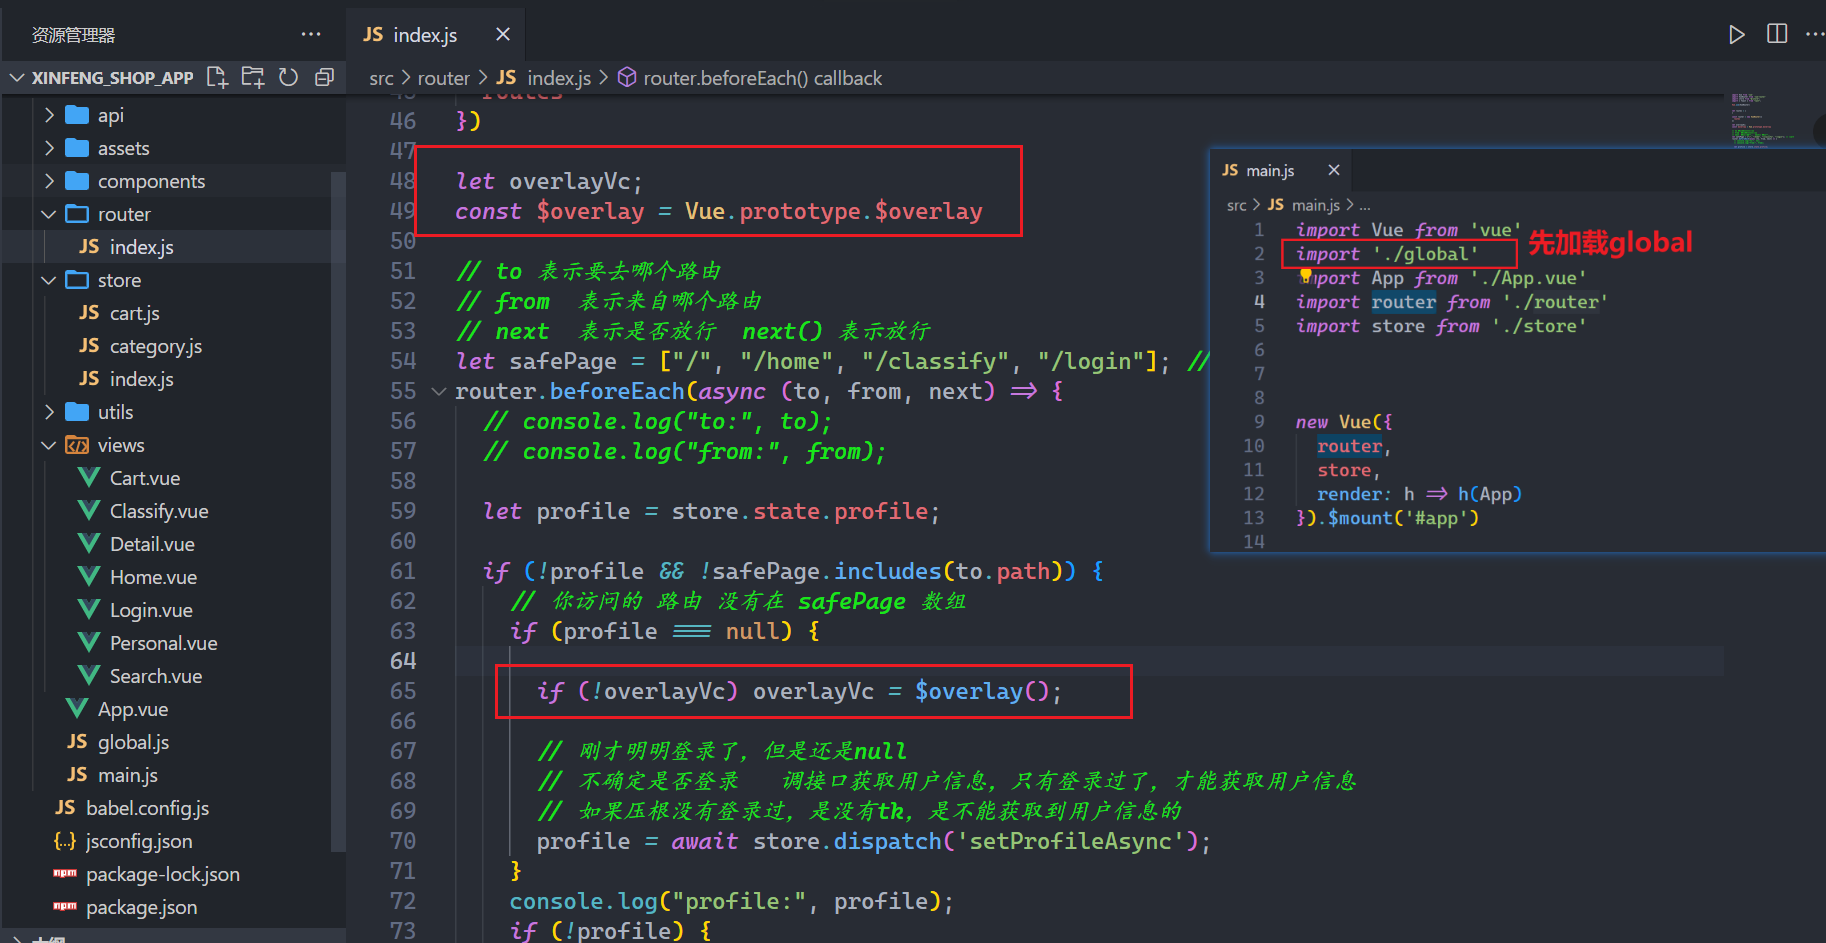 资源管理器
XINFENG_SHOP_APP
api
assets
components
router
JS index.js
store
JS cart.js
JS category.js
JS index.js
utils
views
Cart.vue
Classify.vue
Detail.vue
Home.vue
Login.vue
Personal.vue
Search.vue
App.vue
JS global.js
JS main.js
JS babel.config.js
{..} jsconfig.json
npm package-lock.json
npm package.json
大纲
JS index.js
src > router > JS index.js > router.beforeEach() callback
45 routes
46 })
47
48 let overlayVc;
49 const $overlay = Vue.prototype.$overlay
50
51 // to 表示要去哪个路由
52 // from 表示来自哪个路由
53 // next 表示是否放行 next() 表示放行
54 let safePage = ["/", "/home", "/classify", "/login"]; //
55 router.beforeEach(async (to, from, next) => {
56 // console.log("to:", to);
57 // console.log("from:", from);
58
59 let profile = store.state.profile;
60
61 if (!profile && !safePage.includes(to.path)) {
62 // 你访问的 路由 没有在 safePage 数组
63 if (profile === null) {
64
65 if (!overlayVc) overlayVc = $overlay();
66
67 // 刚才明明登录了，但是还是null
68 // 不确定是否登录 调接口获取用户信息，只有登录过了，才能获取用户信息
69 // 如果压根没有登录过，是没有tk，是不能获取到用户信息的
70 profile = await store.dispatch('setProfileAsync');
71 }
72 console.log("profile:", profile);
73 if (!profile) {
JS main.js
src > JS main.js > ...
1 import Vue from 'vue'
2 import './global'
先加载global
3 import App from './App.vue'
4 import router from './router'
5 import store from './store'
6
7
8
9 new Vue({
10 router,
11 store,
12 render: h => h(App)
13 }).$mount('#app')
14